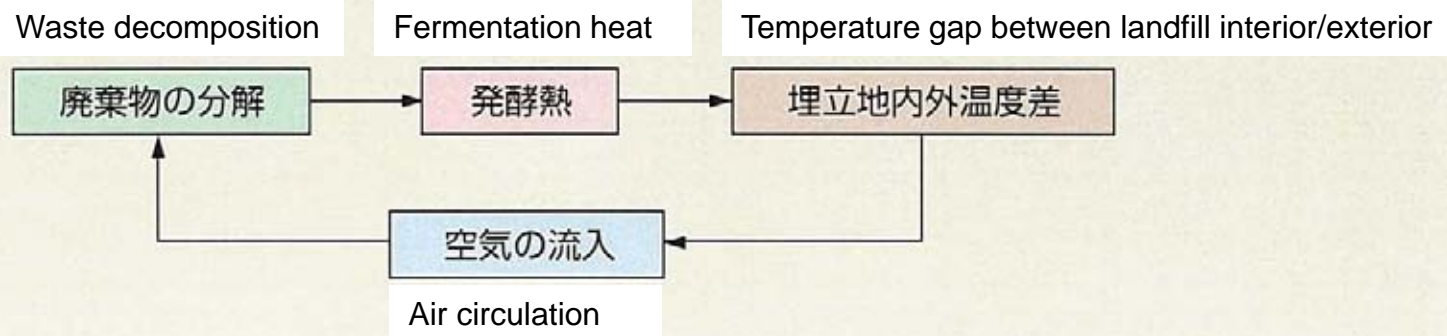 Waste decomposition
Fermentation heat
Temperature gap between landfill interior/exterior
廃棄物の分解
発酵熱
埋立地内外温度差
空気の流入
Air circulation